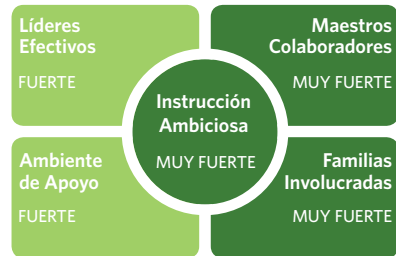 Líderes
Efectivos
FUERTE
Maestros
Colaboradores
MUY FUERTE
Instrucción
Ambiciosa
MUY FUERTE
Ambiente
de Apoyo
FUERTE
Familias
Involucradas
MUY FUERTE